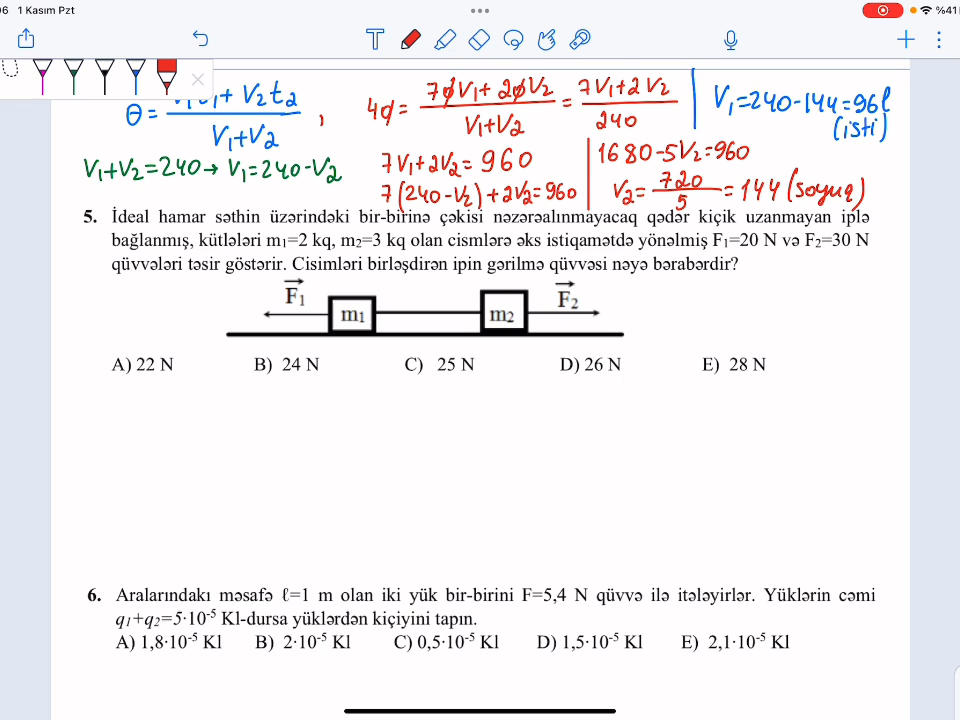 06 1 Kasım Pzt %41
θ = + V₂t₂ / V₁+V₂ , 40 = 70V₁+20V₂ / V₁+V₂ = 7V₁+2V₂ / 240 V₁=240-144=96ℓ (isti)
V₁+V₂=240→V₁=240-V₂ 7V₁+2V₂=960 1680-5V₂=960
7(240-V₂)+2V₂=960 V₂= 720 / 5 =144 (soyuq)
5. İdeal hamar səthin üzərindəki bir-birinə çəkisi nəzərəalınmayacaq qədər kiçik uzanmayan iplə
bağlanmış, kütlələri m₁=2 kq, m₂=3 kq olan cismlərə əks istiqamətdə yönəlmiş F₁=20 N və F₂=30 N
qüvvələri təsir göstərir. Cisimləri birləşdirən ipin gərilmə qüvvəsi nəyə bərabərdir?
F₁ m₁ m₂ F₂
A) 22 N B) 24 N C) 25 N D) 26 N E) 28 N
6. Aralarındakı məsafə ℓ=1 m olan iki yük bir-birini F=5,4 N qüvvə ilə itələyirlər. Yüklərin cəmi
q₁+q₂=5·10⁻⁵ Kl-dursa yüklərdən kiçiyini tapın.
A) 1,8·10⁻⁵ Kl B) 2·10⁻⁵ Kl C) 0,5·10⁻⁵ Kl D) 1,5·10⁻⁵ Kl E) 2,1·10⁻⁵ Kl